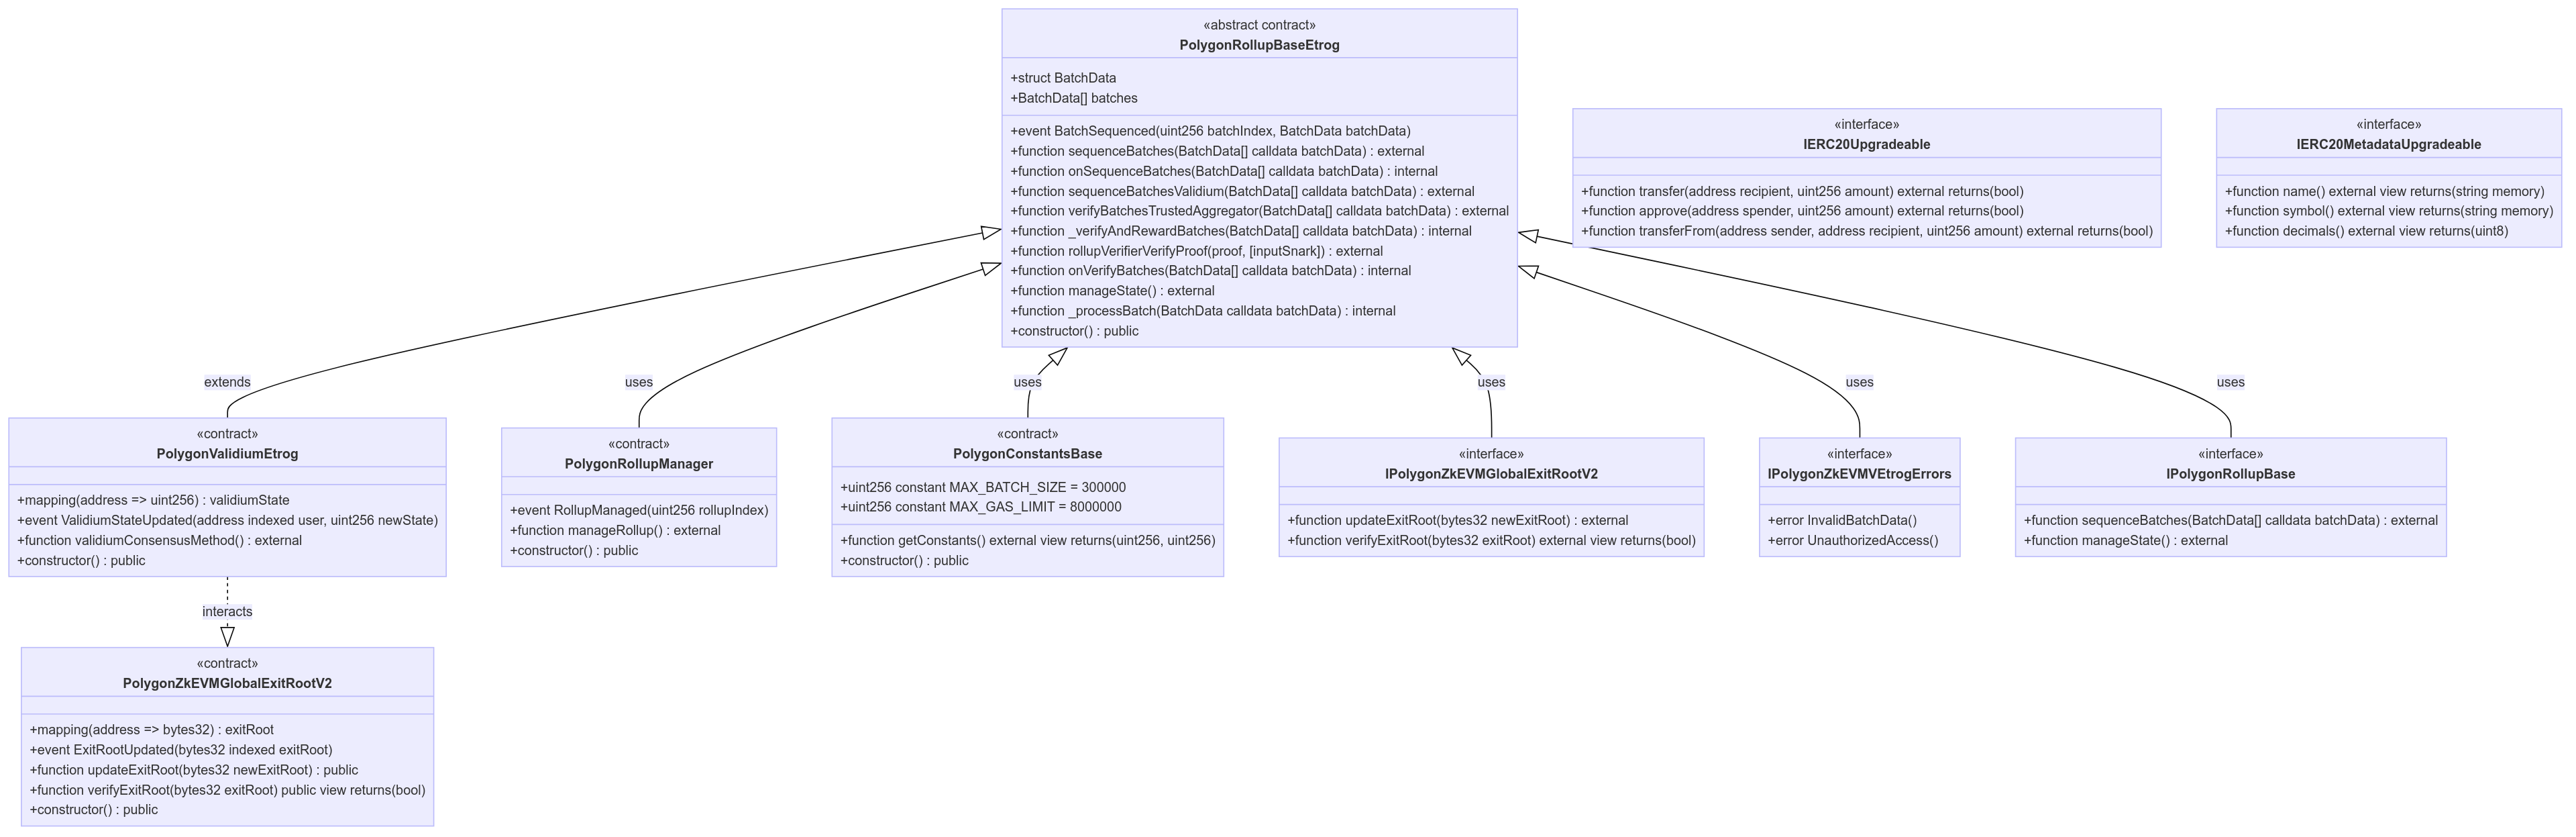 «abstract contract»
PolygonRollupBaseEtrog
+struct BatchData
+BatchData[] batches
+event BatchSequenced(uint256 batchIndex, BatchData batchData)
+function sequenceBatches(BatchData[] calldata batchData) : external
+function onSequenceBatches(BatchData[] calldata batchData) : internal
+function sequenceBatchesValidium(BatchData[] calldata batchData) : external
+function verifyBatchesTrustedAggregator(BatchData[] calldata batchData) : external
+function _verifyAndRewardBatches(BatchData[] calldata batchData) : internal
+function rollupVerifierVerifyProof(proof, [inputSnark]) : external
+function onVerifyBatches(BatchData[] calldata batchData) : internal
+function manageState() : external
+function _processBatch(BatchData calldata batchData) : internal
+constructor() : public
«interface»
IERC20Upgradeable
+function transfer(address recipient, uint256 amount) external returns(bool)
+function approve(address spender, uint256 amount) external returns(bool)
+function transferFrom(address sender, address recipient, uint256 amount) external returns(bool)
«interface»
IERC20MetadataUpgradeable
+function name() external view returns(string memory)
+function symbol() external view returns(string memory)
+function decimals() external view returns(uint8)
extends
uses
uses
uses
uses
uses
«contract»
PolygonValidiumEtrog
+mapping(address => uint256) : validiumState
+event ValidiumStateUpdated(address indexed user, uint256 newState)
+function validiumConsensusMethod() : external
+constructor() : public
«contract»
PolygonRollupManager
+event RollupManaged(uint256 rollupIndex)
+function manageRollup() : external
+constructor() : public
«contract»
PolygonConstantsBase
+uint256 constant MAX_BATCH_SIZE = 300000
+uint256 constant MAX_GAS_LIMIT = 8000000
+function getConstants() external view returns(uint256, uint256)
+constructor() : public
«interface»
IPolygonZkEVMGlobalExitRootV2
+function updateExitRoot(bytes32 newExitRoot) : external
+function verifyExitRoot(bytes32 exitRoot) external view returns(bool)
«interface»
IPolygonZkEVMVEtrogErrors
+error InvalidBatchData()
+error UnauthorizedAccess()
«interface»
IPolygonRollupBase
+function sequenceBatches(BatchData[] calldata batchData) : external
+function manageState() : external
interacts
«contract»
PolygonZkEVMGlobalExitRootV2
+mapping(address => bytes32) : exitRoot
+event ExitRootUpdated(bytes32 indexed exitRoot)
+function updateExitRoot(bytes32 newExitRoot) : public
+function verifyExitRoot(bytes32 exitRoot) public view returns(bool)
+constructor() : public